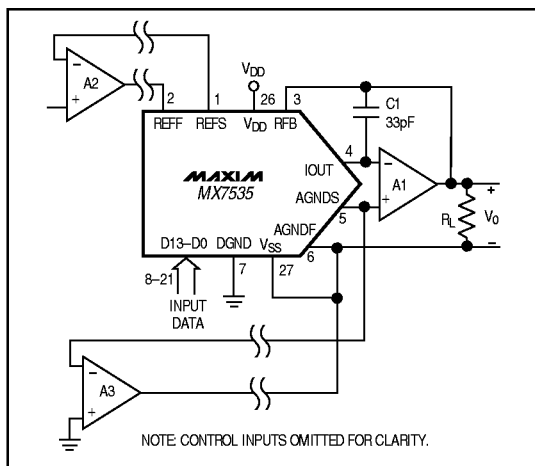 A2
−
+
2
1
VDD
26
3
REFF
REFS
VDD
RFB
C1
33pF
MAXIM
MX7535
IOUT
4
−
A1
+
AGNDS
5
AGNDF
6
RL
+
VO
−
D13–D0
DGND
VSS
8–21
7
27
INPUT
DATA
−
A3
+
NOTE: CONTROL INPUTS OMITTED FOR CLARITY.